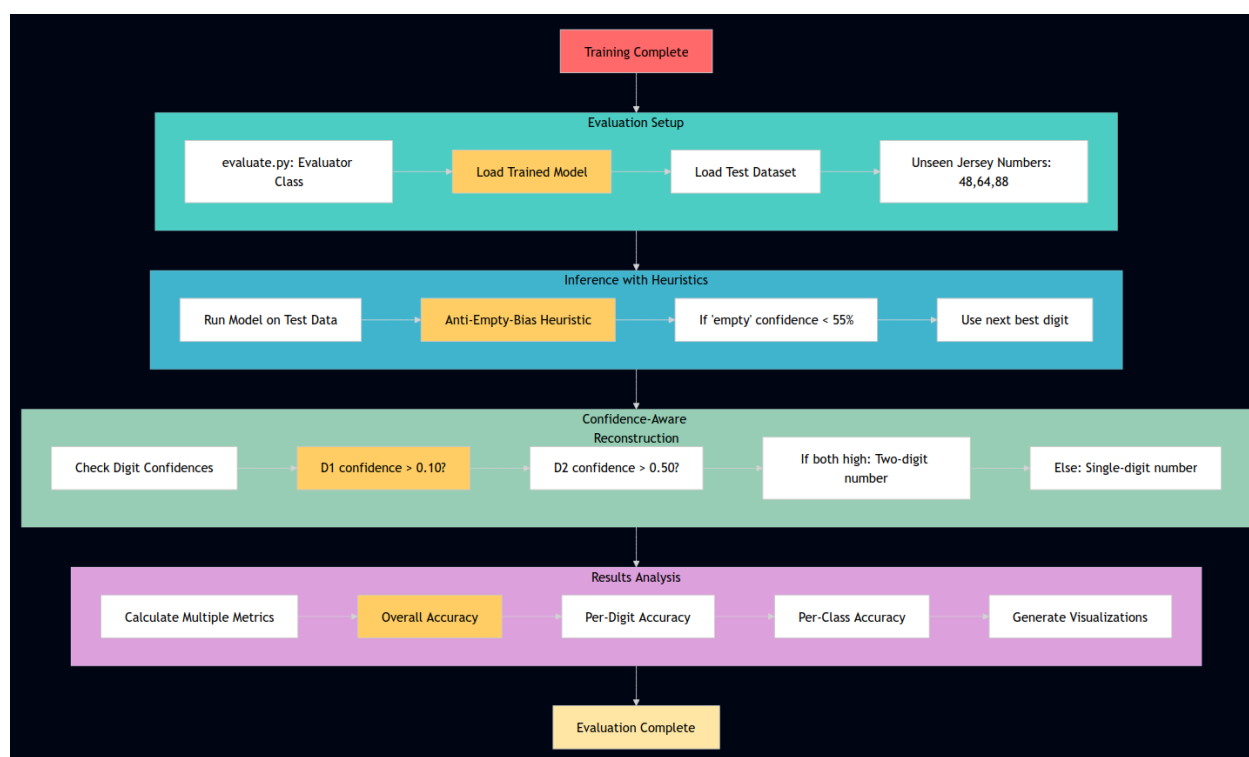 Training Complete
Evaluation Setup
evaluate.py: Evaluator
Class
Load Trained Model
Load Test Dataset
Unseen Jersey Numbers:
48,64,88
Inference with Heuristics
Run Model on Test Data
Anti-Empty-Bias Heuristic
If 'empty' confidence < 55%
Use next best digit
Confidence-Aware
Reconstruction
Check Digit Confidences
D1 confidence > 0.10?
D2 confidence > 0.50?
If both high: Two-digit
number
Else: Single-digit number
Results Analysis
Calculate Multiple Metrics
Overall Accuracy
Per-Digit Accuracy
Per-Class Accuracy
Generate Visualizations
Evaluation Complete